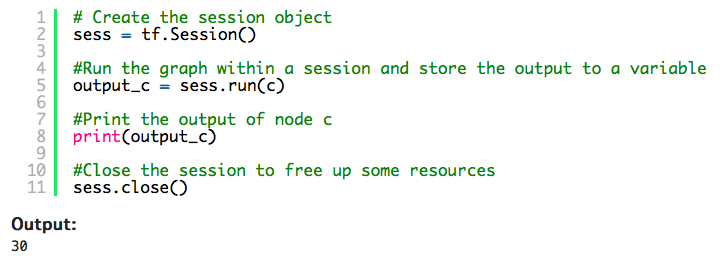 1 # Create the session object
2 sess = tf.Session()
3
4 #Run the graph within a session and store the output to a variable
5 output_c = sess.run(c)
6
7 #Print the output of node c
8 print(output_c)
9
10 #Close the session to free up some resources
11 sess.close()
Output:
30